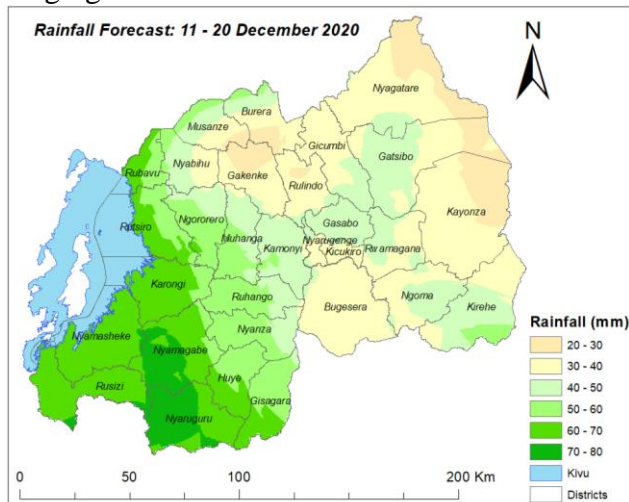 Rainfall Forecast: 11 - 20 December 2020
N
Nyagatare
Burera
Musanze
Gicumbi
Gatsibo
Rubavu
Nyabihu
Gakenke
Rulindo
Kayonza
Rutsiro
Ngororero
Gasabo
Muhanga
Kamonyi
Nyarugenge
Kicukiro
Rwamagana
Karongi
Ruhango
Bugesera
Ngoma
Kirehe
Nyamasheke
Nyanza
Nyamagabe
Rusizi
Huye
Gisagara
Nyaruguru
Rainfall (mm)
20 - 30
30 - 40
40 - 50
50 - 60
60 - 70
70 - 80
Kivu
Districts
0 50 100 200 Km